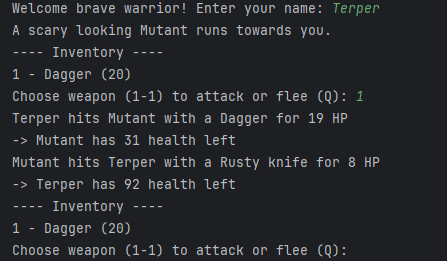 Welcome brave warrior! Enter your name: Terper
A scary looking Mutant runs towards you.
---- Inventory ----
1 - Dagger (20)
Choose weapon (1-1) to attack or flee (Q): 1
Terper hits Mutant with a Dagger for 19 HP
-> Mutant has 31 health left
Mutant hits Terper with a Rusty knife for 8 HP
-> Terper has 92 health left
---- Inventory ----
1 - Dagger (20)
Choose weapon (1-1) to attack or flee (Q):